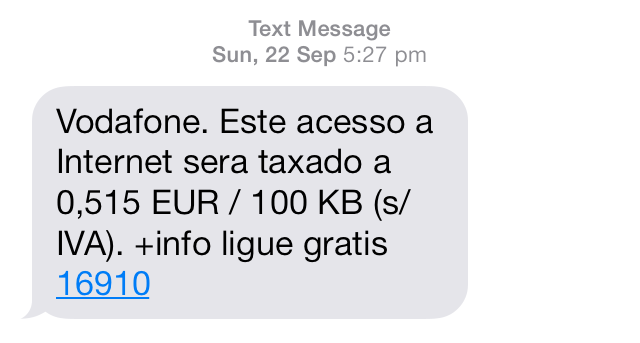 Text Message
Sun, 22 Sep 5:27 pm
Vodafone. Este acesso a
Internet sera taxado a
0,515 EUR / 100 KB (s/
IVA). +info ligue gratis
16910